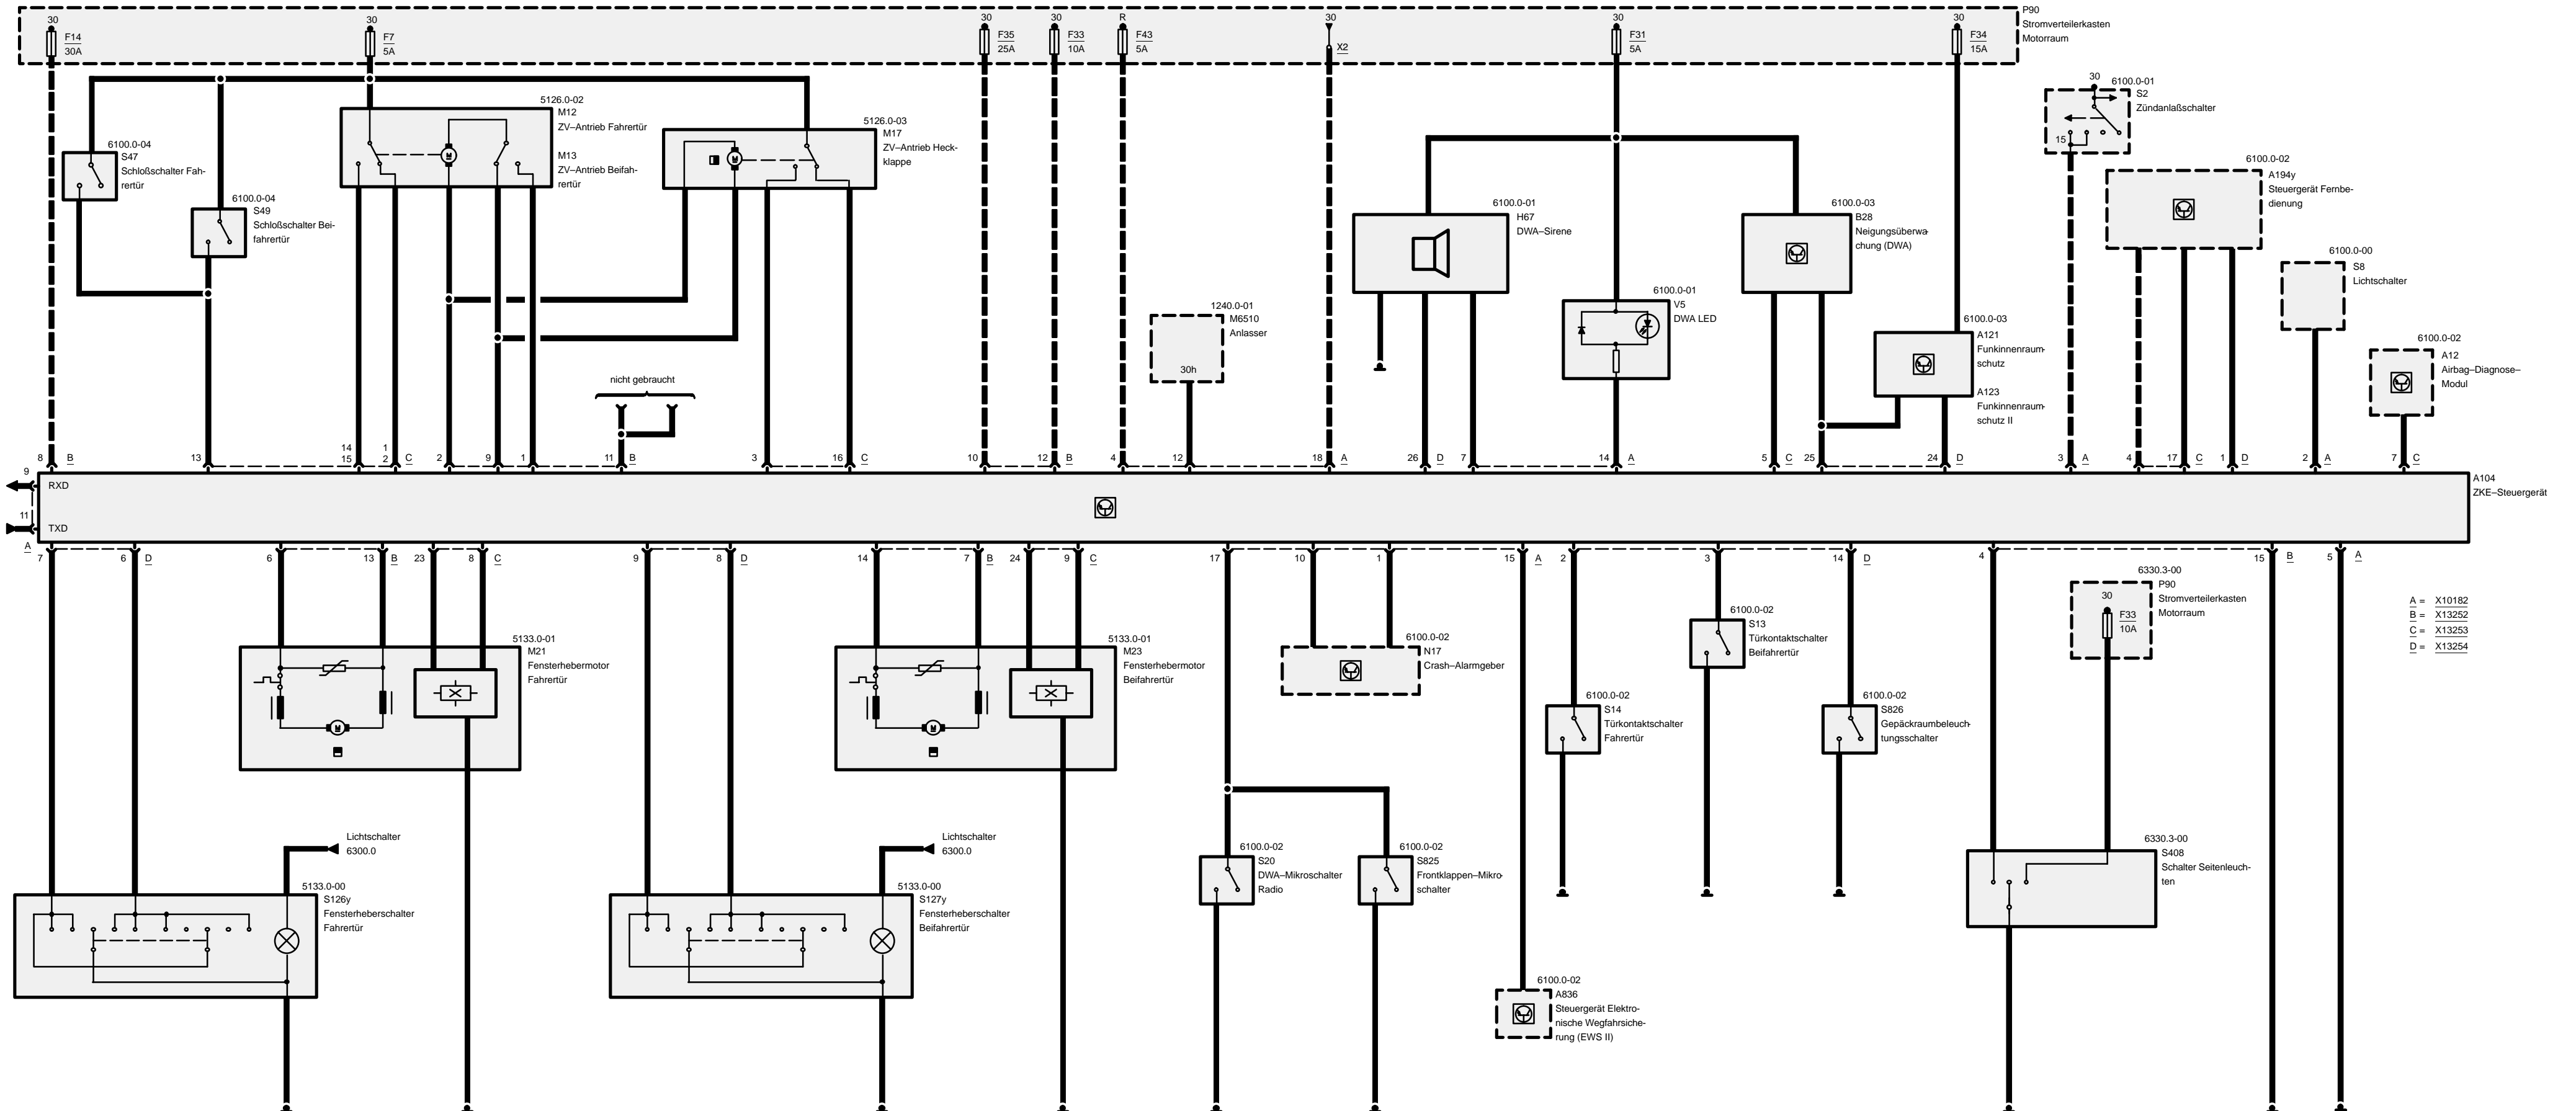 30
F14
30A
30
F7
5A
30
F35
25A
30
F33
10A
R
F43
5A
30
X2
30
F31
5A
30
F34
15A
P90
Stromverteilerkasten
Motorraum
6100.0-04
S47
Schloßschalter Fah-
rertür
6100.0-04
S49
Schloßschalter Bei-
fahrertür
5126.0-02
M12
ZV–Antrieb Fahrertür
M13
ZV–Antrieb Beifah-
rertür
M
5126.0-03
M17
ZV–Antrieb Heck-
klappe
M
nicht gebraucht
1240.0-01
M6510
Anlasser
30h
6100.0-01
H67
DWA–Sirene
6100.0-01
V5
DWA LED
6100.0-03
B28
Neigungsüberwa-
chung (DWA)
6100.0-03
A121
Funkinnenraum-
schutz
A123
Funkinnenraum-
schutz II
30
15
6100.0-01
S2
Zündanlaßschalter
6100.0-02
A194y
Steuergerät Fernbe-
dienung
6100.0-00
S8
Lichtschalter
6100.0-02
A12
Airbag–Diagnose–
Modul
8 B
13
14 1
15 2 C
2
9
1
11 B
3
16 C
10
12 B
4
12
18 A
26 D
7
14 A
5 C
25
24 D
3 A
4
17 C
1 D
2 A
7 C
9
RXD
11
TXD
A
A104
ZKE–Steuergerät
7
6 D
6
13 B
23
8 C
9
8 D
14
7 B
24
9 C
17
10
1
15 A
2
3
14 D
4
15 B
5 A
5133.0-01
M21
Fensterhebermotor
Fahrertür
M
5133.0-01
M23
Fensterhebermotor
Beifahrertür
M
6100.0-02
N17
Crash–Alarmgeber
6100.0-02
S13
Türkontaktschalter
Beifahrertür
6100.0-02
S14
Türkontaktschalter
Fahrertür
6100.0-02
S826
Gepäckraumbeleuch-
tungsschalter
6330.3-00
P90
Stromverteilerkasten
Motorraum
30
F33
10A
A = X10182
B = X13252
C = X13253
D = X13254
Lichtschalter
6300.0
5133.0-00
S126y
Fensterheberschalter
Fahrertür
Lichtschalter
6300.0
5133.0-00
S127y
Fensterheberschalter
Beifahrertür
6100.0-02
S20
DWA–Mikroschalter
Radio
6100.0-02
S825
Frontklappen–Mikro-
schalter
6100.0-02
A836
Steuergerät Elektro-
nische Wegfahrsiche-
rung (EWS II)
6330.3-00
S408
Schalter Seitenleuch-
ten